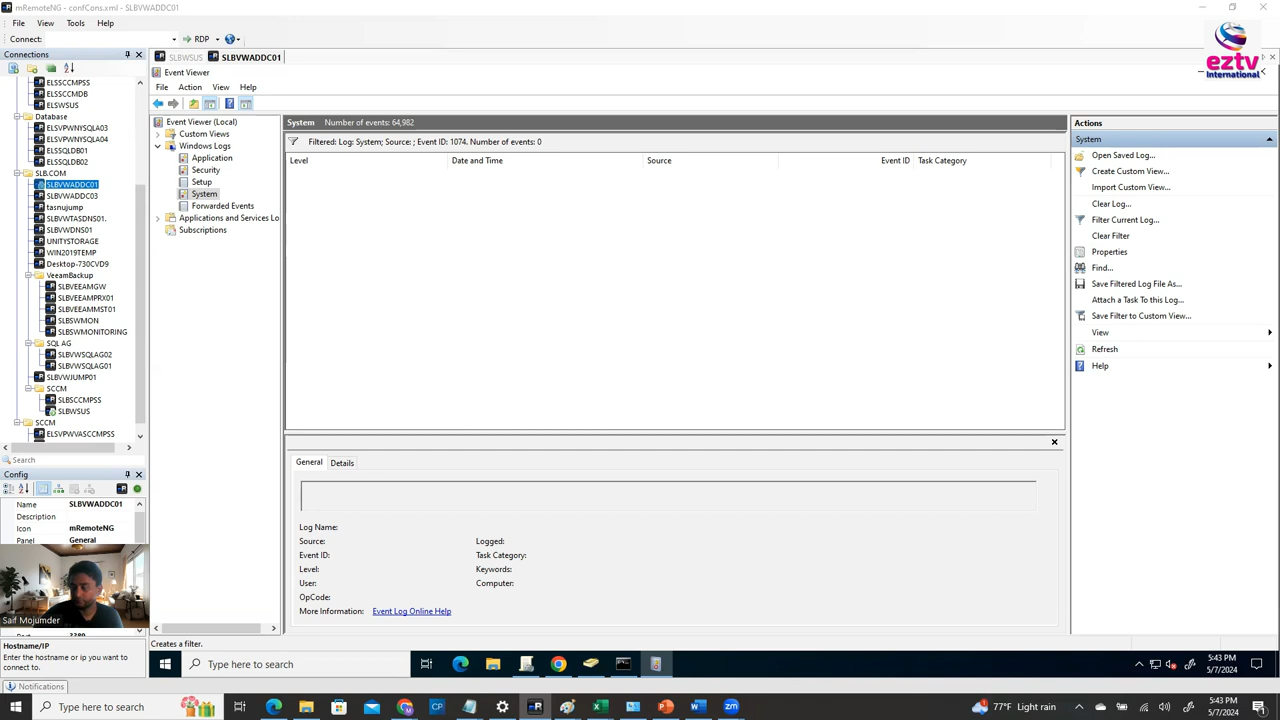 mRemoteNG - confCons.xml - SLBVWADDC01
File View Tools Help
Connect: RDP
Connections
ELSSCCMPSS
ELSSCCMDB
ELSWSUS
Database
ELSVPWNYSQLA03
ELSVPWNYSQLA04
ELSSQLDB01
ELSSQLDB02
SLB.COM
SLBVWADDC01
SLBVWADDC03
tasnujump
SLBVWTASDNS01.
SLBVWDNS01
UNITYSTORAGE
WIN2019TEMP
Desktop-730CVD9
VeeamBackup
SLBVEEAMGW
SLBVEEAMPRX01
SLBVEEAMMST01
SLBSWMON
SLBSWMONITORING
SQL AG
SLBVWSQLAG02
SLBVWSQLAG01
SLBVWJUMP01
SCCM
SLBSCCMPSS
SLBWSUS
SCCM
ELSVPWVASCCMPSS
Search
Config
Name SLBVWADDC01
Description
Icon mRemoteNG
Panel General
Saif Mojumder
Hostname/IP
Enter the hostname or ip you want to connect to.
Notifications
SLBWSUS SLBVWADDC01
Event Viewer
File Action View Help
Event Viewer (Local)
Custom Views
Windows Logs
Application
Security
Setup
System
Forwarded Events
Applications and Services Lo
Subscriptions
System Number of events: 64,982
Filtered: Log: System; Source: ; Event ID: 1074. Number of events: 0
Level Date and Time Source Event ID Task Category
General Details
Log Name:
Source: Logged:
Event ID: Task Category:
Level: Keywords:
User: Computer:
OpCode:
More Information: Event Log Online Help
Creates a filter.
Actions
System
Open Saved Log...
Create Custom View...
Import Custom View...
Clear Log...
Filter Current Log...
Clear Filter
Properties
Find...
Save Filtered Log File As...
Attach a Task To this Log...
Save Filter to Custom View...
View
Refresh
Help
eztv
International
Type here to search
5:43 PM
5/7/2024
Type here to search
77°F Light rain
5:43 PM
5/7/2024